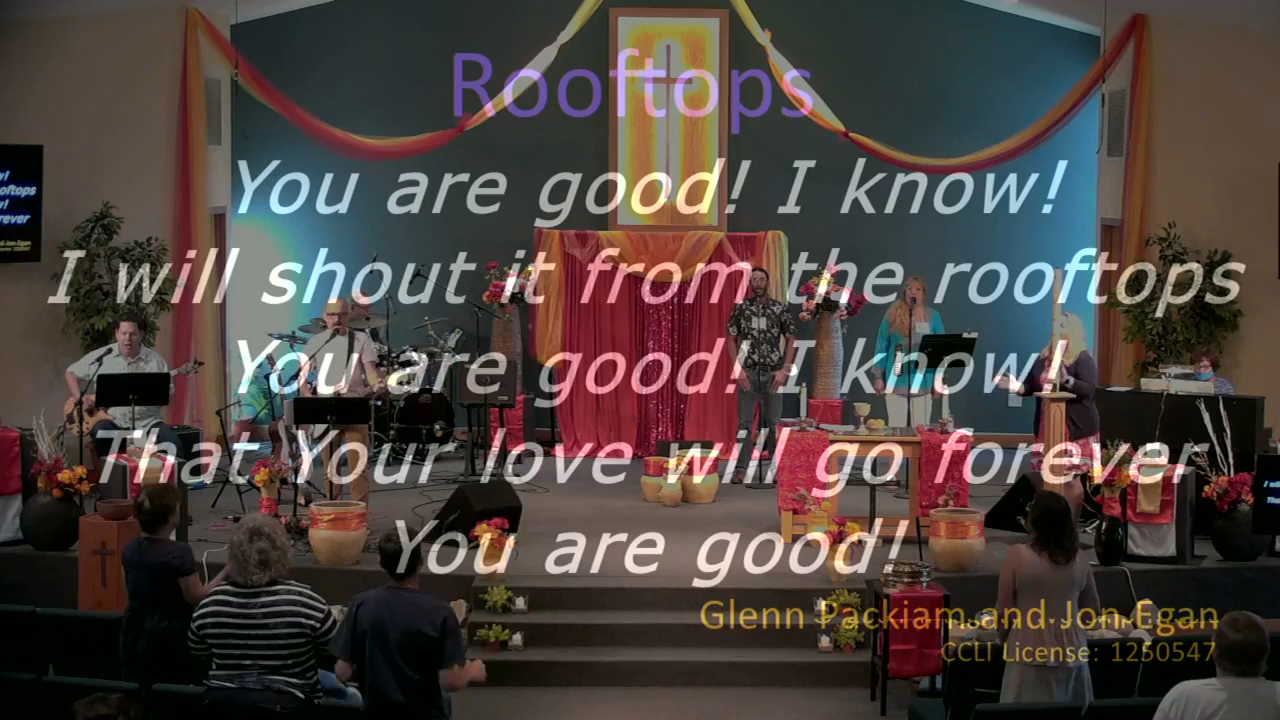 Rooftops
You are good! I know!
I will shout it from the rooftops
You are good! I know!
That Your love will go forever
You are good!
Glenn Packiam and Jon Egan
CCLI License: 1250547